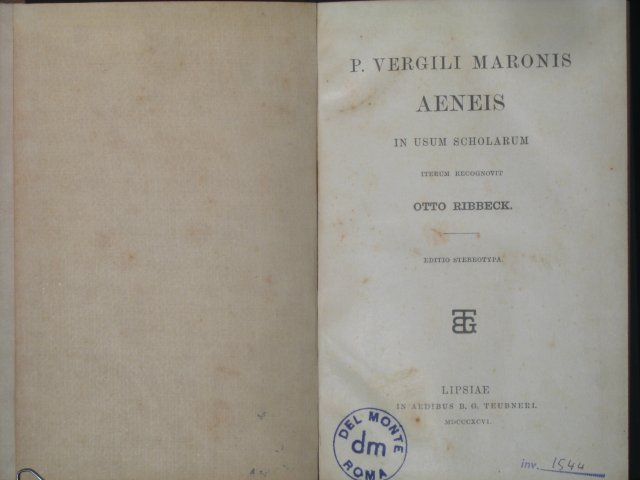 P. VERGILI MARONIS
AENEIS
IN USUM SCHOLARUM
ITERUM RECOGNOVIT
OTTO RIBBECK.
EDITIO STEREOTYPA.
BTG
LIPSIAE
IN AEDIBUS B. G. TEUBNERI.
MDCCCXCVI.
DEL MONTE
dm
ROMA
inv. 1544